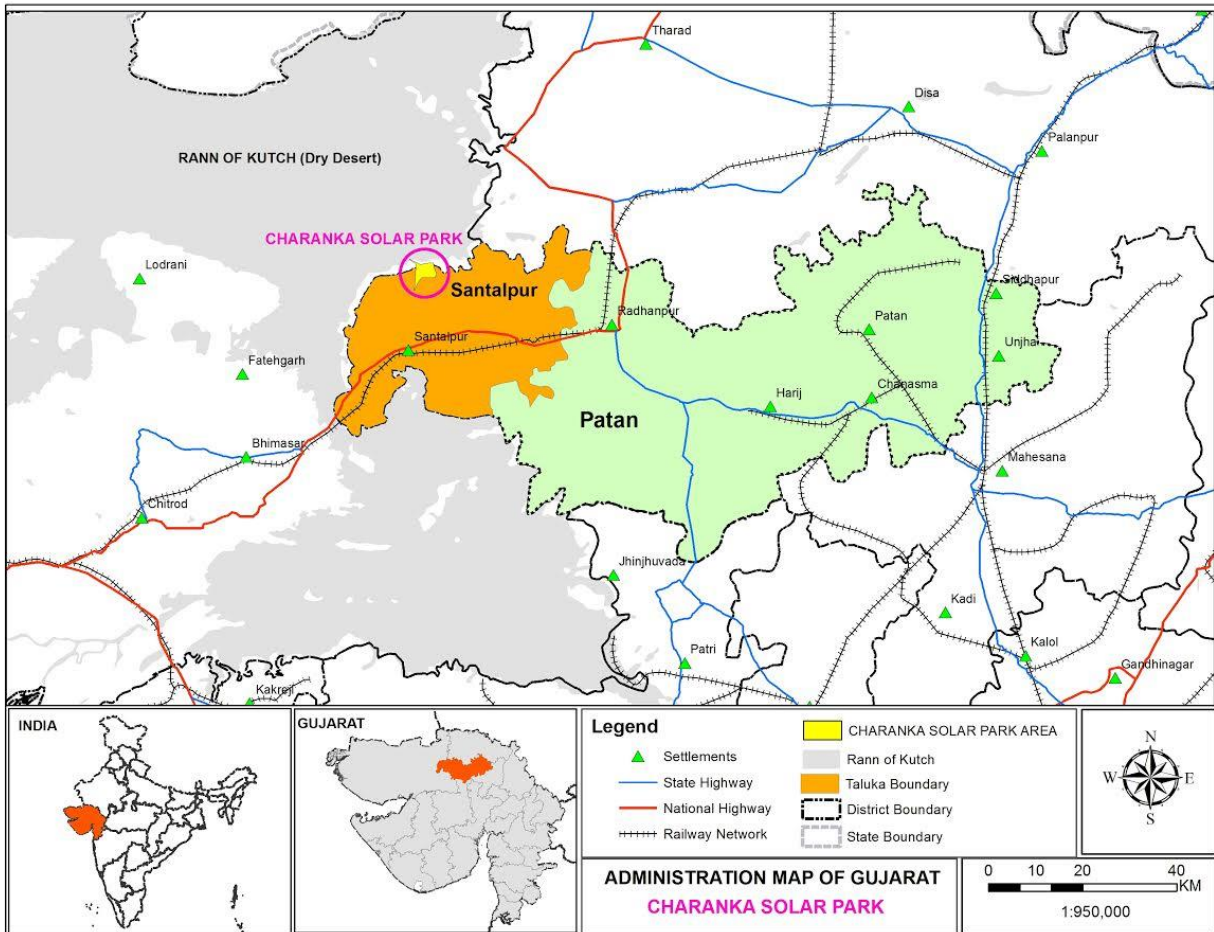 Tharad
Disa
Palanpur
RANN OF KUTCH (Dry Desert)
CHARANKA SOLAR PARK
Lodrani
Santalpur
Siddhapur
Radhanpur
Patan
Santalpur
Unjha
Fatehgarh
Harij
Chanasma
Patan
Bhimasar
Mahesana
Chitrod
Jhinjhuvada
Kadi
Patri
Kalol
Gandhinagar
Kakreji
INDIA
GUJARAT
Legend
Settlements
State Highway
National Highway
Railway Network
CHARANKA SOLAR PARK AREA
Rann of Kutch
Taluka Boundary
District Boundary
State Boundary
N
W
E
S
ADMINISTRATION MAP OF GUJARAT
CHARANKA SOLAR PARK
0 10 20 40
KM
1:950,000